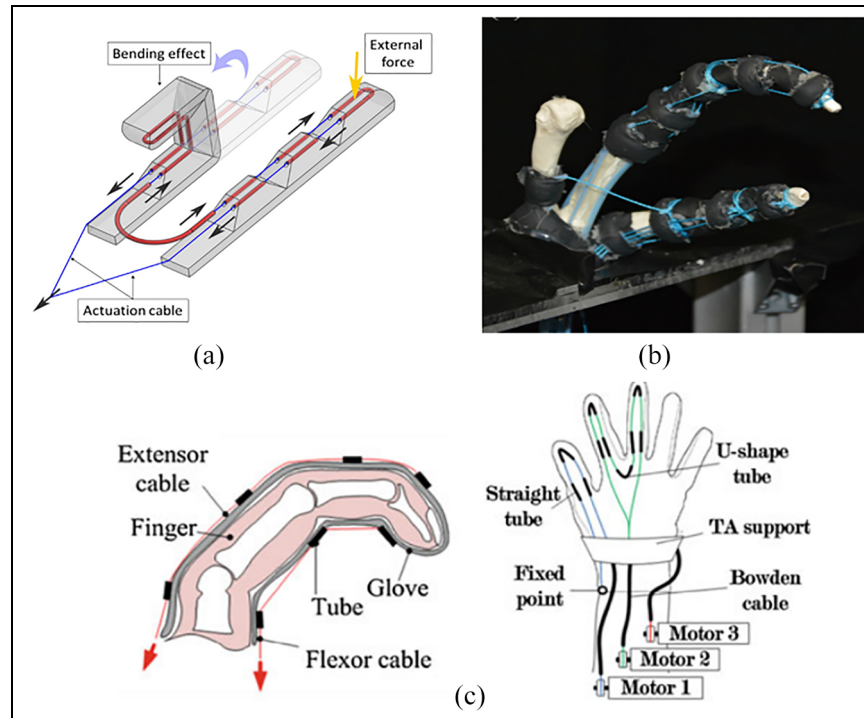 Bending effect
External
force
Actuation cable
(a)
(b)
Extensor
cable
Finger
Tube
Glove
Flexor cable
U-shape
tube
Straight
tube
TA support
Fixed
point
Bowden
cable
Motor 3
Motor 2
Motor 1
(c)